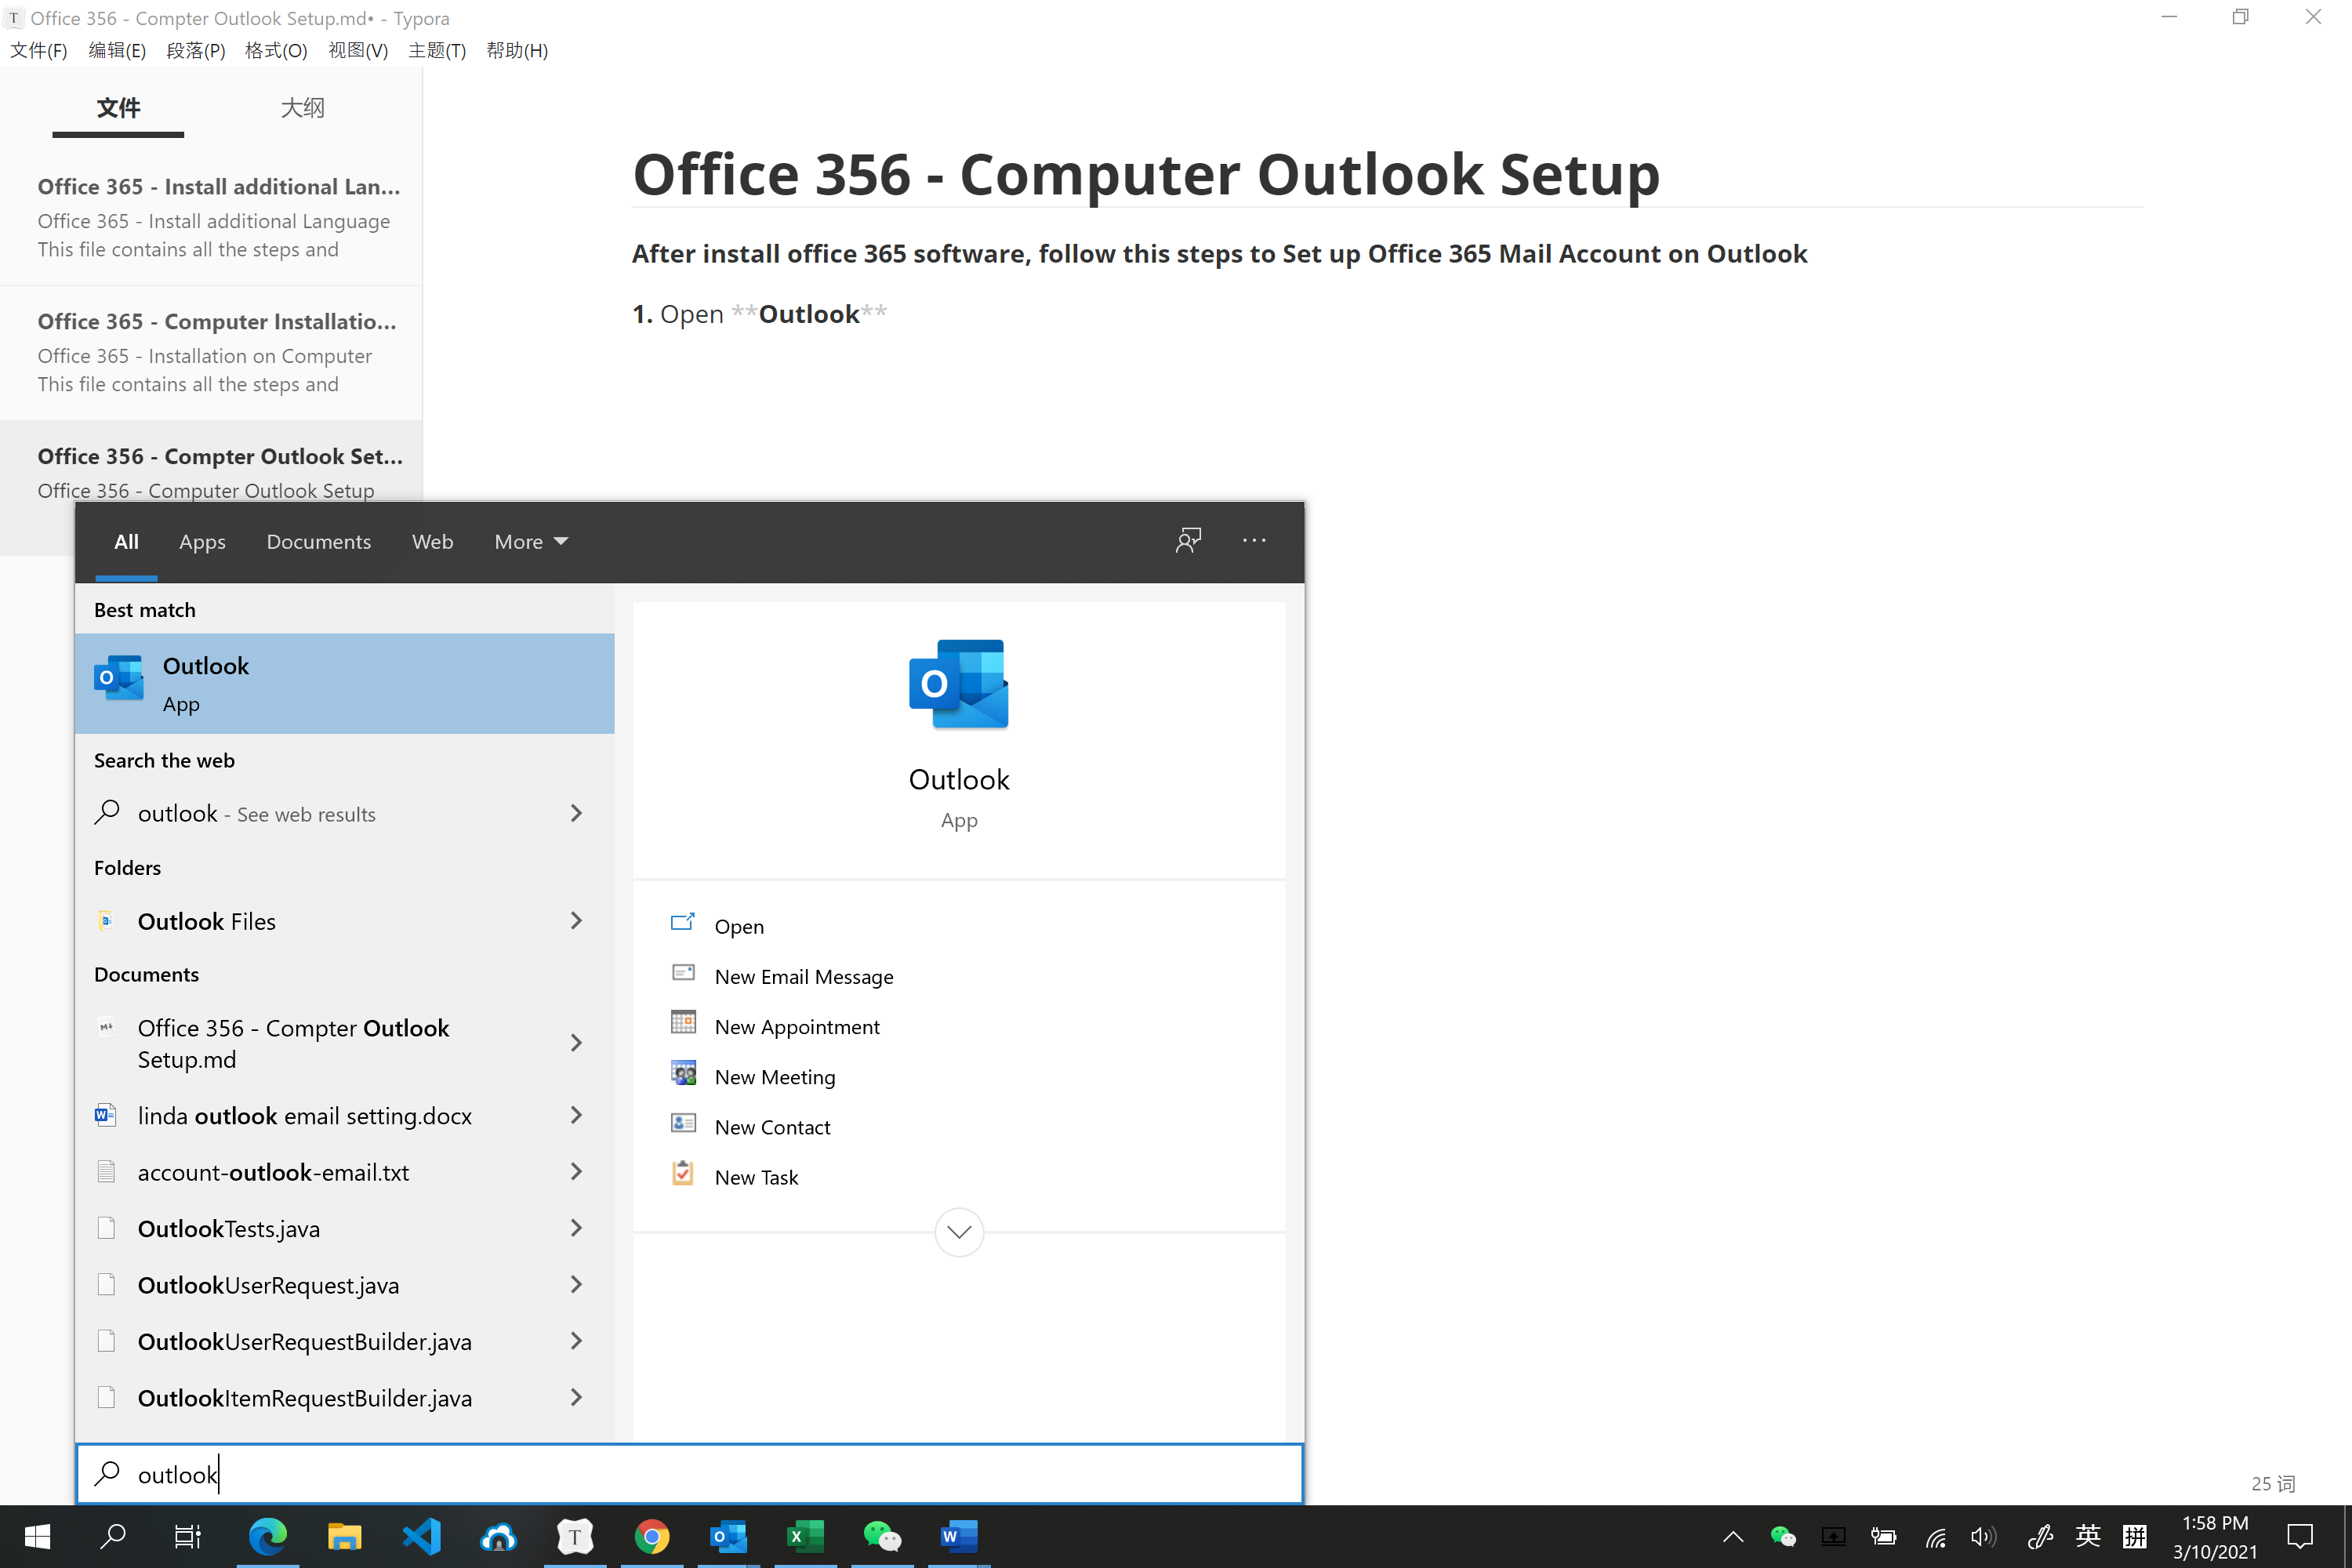 Office 356 - Compter Outlook Setup.md• - Typora
文件(F) 编辑(E) 段落(P) 格式(O) 视图(V) 主题(T) 帮助(H)
文件 大纲
Office 365 - Install additional Lan...
Office 365 - Install additional Language
This file contains all the steps and
Office 365 - Computer Installatio...
Office 365 - Installation on Computer
This file contains all the steps and
Office 356 - Compter Outlook Set...
Office 356 - Computer Outlook Setup
Office 356 - Computer Outlook Setup
After install office 365 software, follow this steps to Set up Office 365 Mail Account on Outlook
1. Open **Outlook**
All Apps Documents Web More
Best match
Outlook
App
Search the web
outlook - See web results
Folders
Outlook Files
Documents
Office 356 - Compter Outlook
Setup.md
linda outlook email setting.docx
account-outlook-email.txt
OutlookTests.java
OutlookUserRequest.java
OutlookUserRequestBuilder.java
OutlookItemRequestBuilder.java
Outlook
App
Open
New Email Message
New Appointment
New Meeting
New Contact
New Task
outlook
25 词
英 拼
1:58 PM
3/10/2021